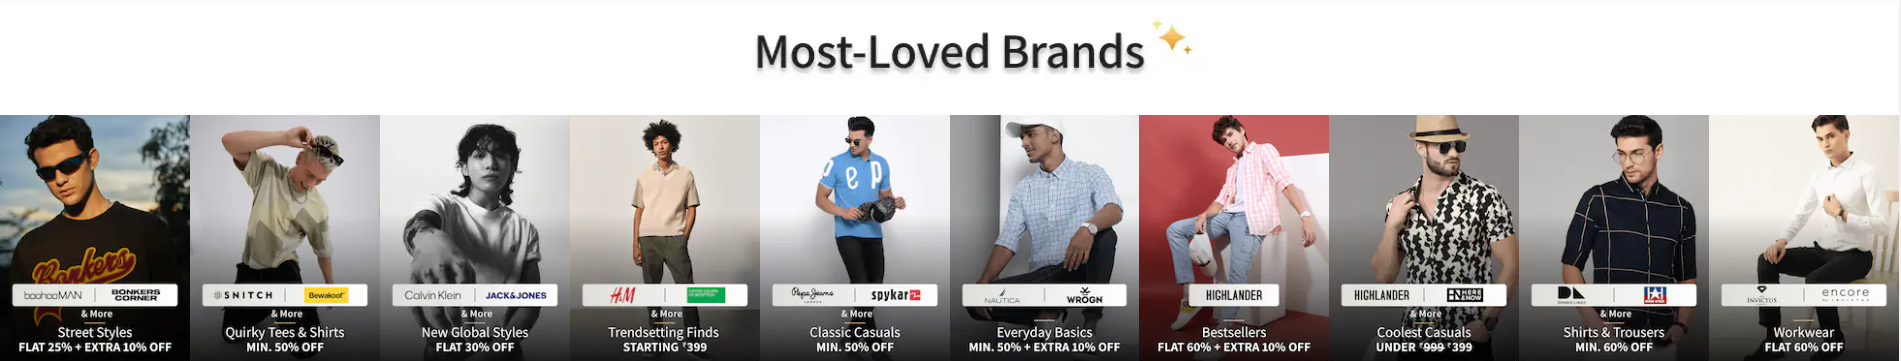 Most-Loved Brands
Bonkers
boohooMAN | BONKERS CORNER
& More
Street Styles
FLAT 25% + EXTRA 10% OFF
#SNITCH | Bewakoof
& More
Quirky Tees & Shirts
MIN. 50% OFF
Calvin Klein | JACK&JONES
& More
New Global Styles
FLAT 30% OFF
H&M | UNITED COLORS OF BENETTON
& More
Trendsetting Finds
STARTING ₹399
ep
Pepe Jeans LONDON | spykar
& More
Classic Casuals
MIN. 50% OFF
NAUTICA | WROGN
Everyday Basics
MIN. 50% + EXTRA 10% OFF
HIGHLANDER
Bestsellers
FLAT 60% + EXTRA 10% OFF
HIGHLANDER | HERE &NOW
& More
Coolest Casuals
UNDER ₹999 ₹399
DENNIS LINGO
& More
Shirts & Trousers
MIN. 60% OFF
INVICTUS | encore
Workwear
FLAT 60% OFF